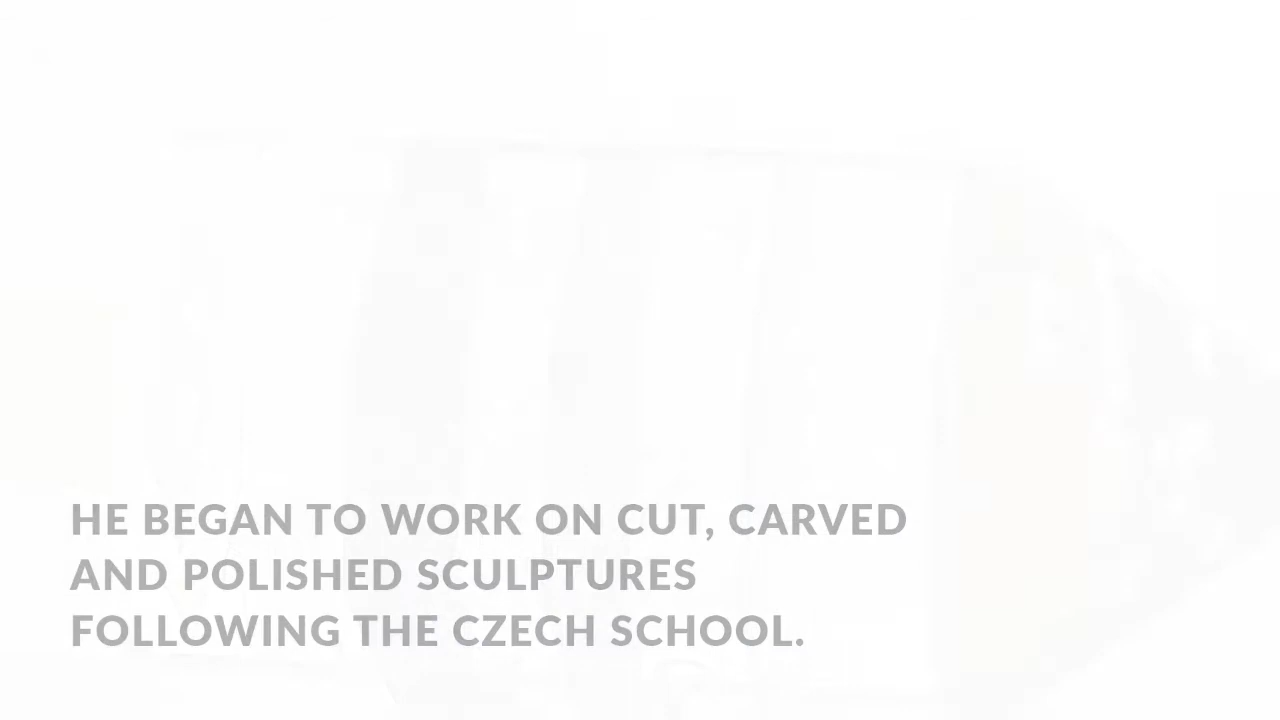 HE BEGAN TO WORK ON CUT, CARVED
AND POLISHED SCULPTURES
FOLLOWING THE CZECH SCHOOL.